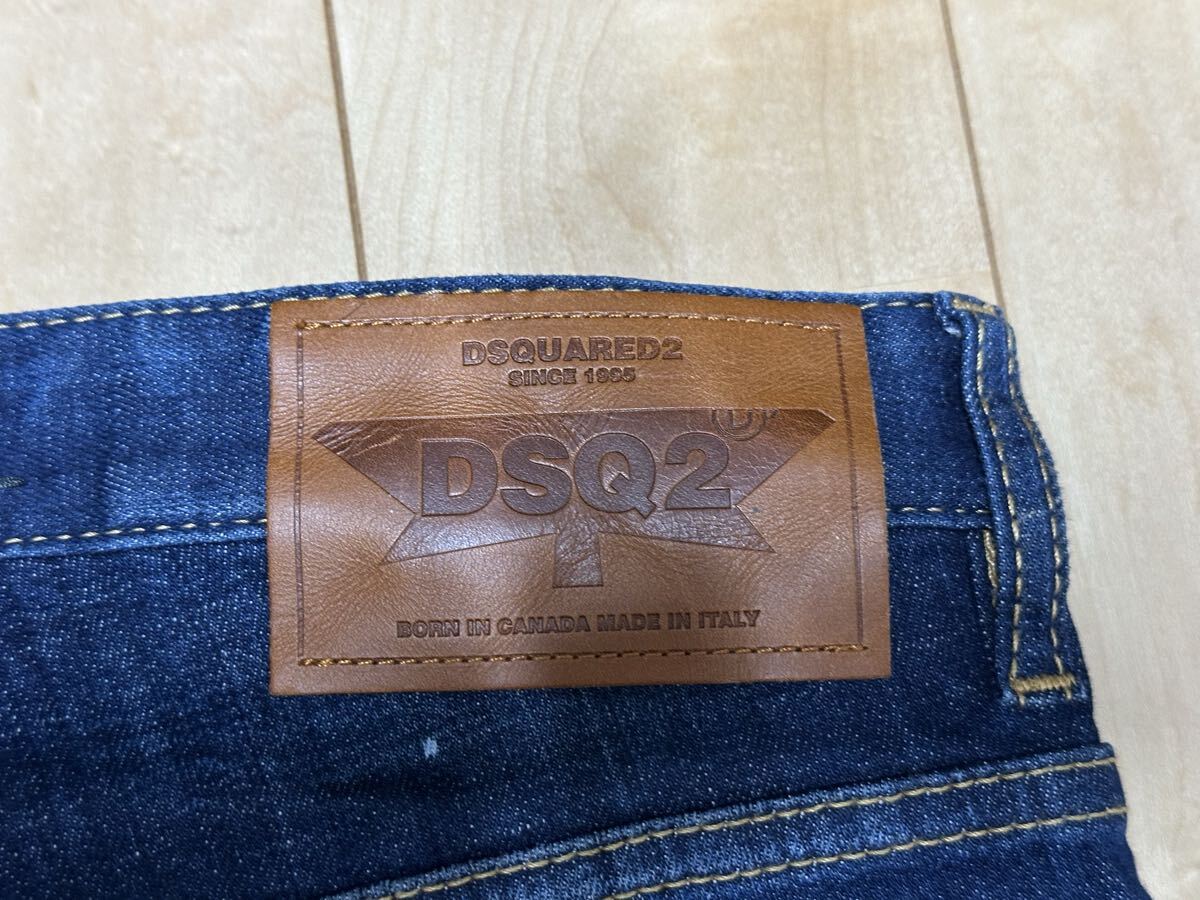 DSQUARED2
SINCE 1995
D
DSQ2
BORN IN CANADA MADE IN ITALY